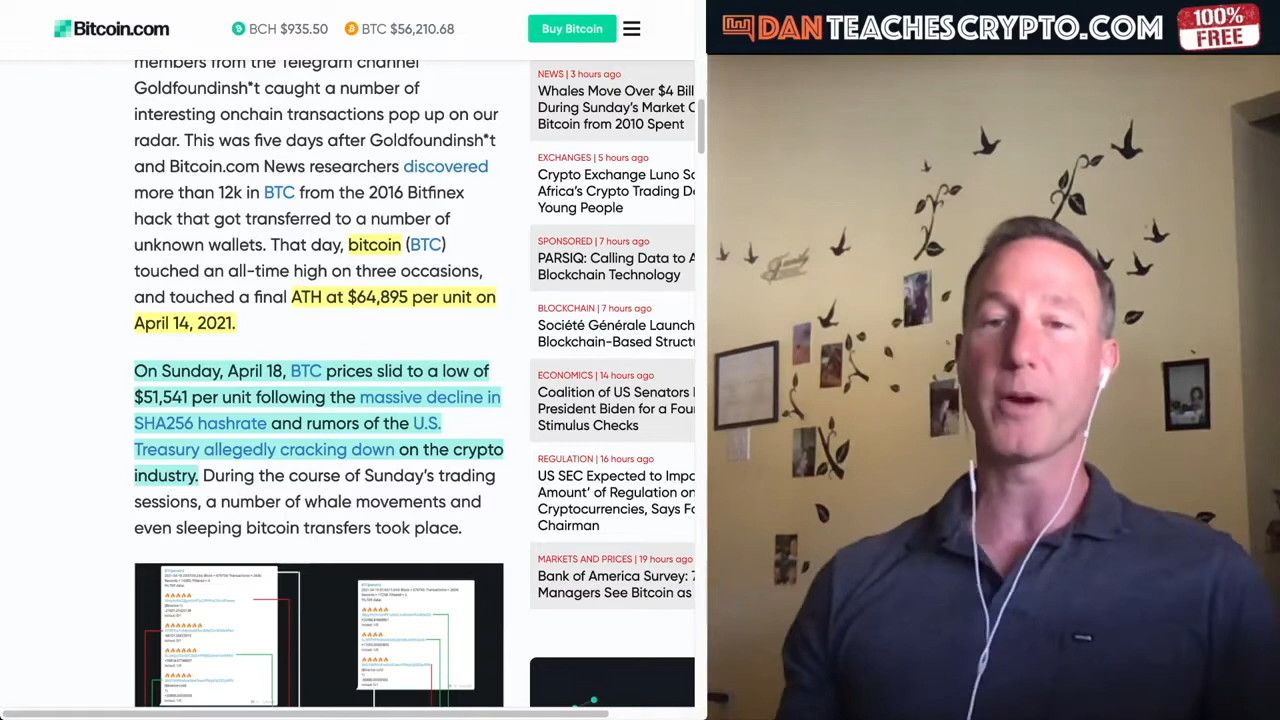 Bitcoin.com
BCH $935.50
BTC $56,210.68
Buy Bitcoin
members from the Telegram channel
Goldfoundinsh*t caught a number of
interesting onchain transactions pop up on our
radar. This was five days after Goldfoundinsh*t
and Bitcoin.com News researchers discovered
more than 12k in BTC from the 2016 Bitfinex
hack that got transferred to a number of
unknown wallets. That day, bitcoin (BTC)
touched an all-time high on three occasions,
and touched a final ATH at $64,895 per unit on
April 14, 2021.
On Sunday, April 18, BTC prices slid to a low of
$51,541 per unit following the massive decline in
SHA256 hashrate and rumors of the U.S.
Treasury allegedly cracking down on the crypto
industry. During the course of Sunday's trading
sessions, a number of whale movements and
even sleeping bitcoin transfers took place.
NEWS | 3 hours ago
Whales Move Over $4 Bill
During Sunday's Market C
Bitcoin from 2010 Spent
EXCHANGES | 5 hours ago
Crypto Exchange Luno Sa
Africa's Crypto Trading De
Young People
SPONSORED | 7 hours ago
PARSIQ: Calling Data to A
Blockchain Technology
BLOCKCHAIN | 7 hours ago
Société Générale Launch
Blockchain-Based Struct
ECONOMICS | 14 hours ago
Coalition of US Senators
President Biden for a Fou
Stimulus Checks
REGULATION | 16 hours ago
US SEC Expected to Impo
Amount' of Regulation on
Cryptocurrencies, Says Fo
Chairman
MARKETS AND PRICES | 19 hours ago
Bank of America Survey: 7
Managers See Bitcoin as
DANTEACHESCRYPTO.COM
100%
FREE